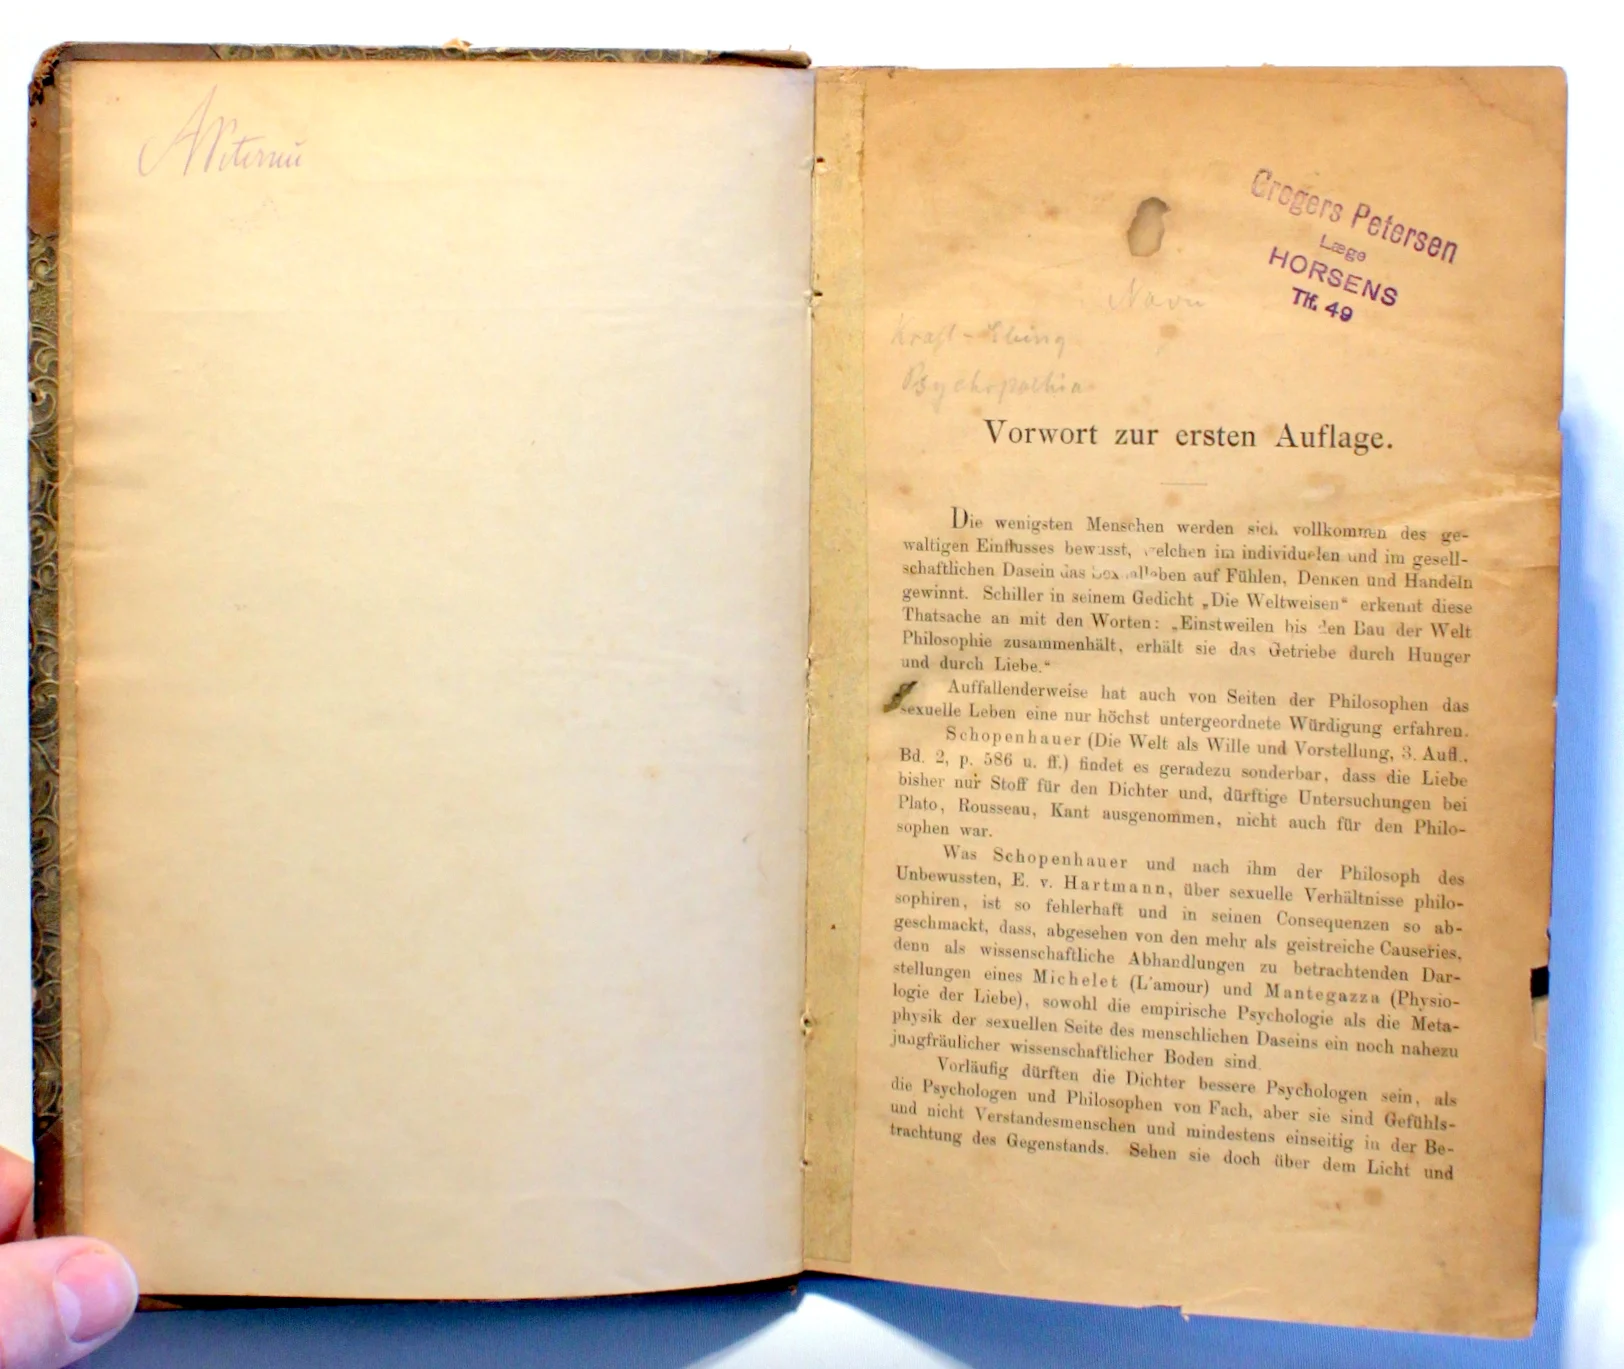 Gregers Petersen
Læge
HORSENS
Tlf. 49
Navn
Kraft-Ebing
Psychopathia
Vorwort zur ersten Auflage.
Die wenigsten Menschen werden sich vollkommen des ge-
waltigen Einflusses bewusst, welchen im individuellen und im gesell-
schaftlichen Dasein das Sexualleben auf Fühlen, Denken und Handeln
gewinnt. Schiller in seinem Gedicht „Die Weltweisen“ erkennt diese
Thatsache an mit den Worten: „Einstweilen bis den Bau der Welt
Philosophie zusammenhält, erhält sie das Getriebe durch Hunger
und durch Liebe.“
Auffallenderweise hat auch von Seiten der Philosophen das
sexuelle Leben eine nur höchst untergeordnete Würdigung erfahren.
Schopenhauer (Die Welt als Wille und Vorstellung, 3. Aufl.,
Bd. 2, p. 586 u. ff.) findet es geradezu sonderbar, dass die Liebe
bisher nur Stoff für den Dichter und, dürftige Untersuchungen bei
Plato, Rousseau, Kant ausgenommen, nicht auch für den Philo-
sophen war.
Was Schopenhauer und nach ihm der Philosoph des
Unbewussten, E. v. Hartmann, über sexuelle Verhältnisse philo-
sophiren, ist so fehlerhaft und in seinen Consequenzen so ab-
geschmackt, dass, abgesehen von den mehr als geistreiche Causeries,
denn als wissenschaftliche Abhandlungen zu betrachtenden Dar-
stellungen eines Michelet (L'amour) und Mantegazza (Physio-
logie der Liebe), sowohl die empirische Psychologie als die Meta-
physik der sexuellen Seite des menschlichen Daseins ein noch nahezu
jungfräulicher wissenschaftlicher Boden sind.
Vorläufig dürften die Dichter bessere Psychologen sein, als
die Psychologen und Philosophen von Fach, aber sie sind Gefühls-
und nicht Verstandesmenschen und mindestens einseitig in der Be-
trachtung des Gegenstands. Sehen sie doch über dem Licht und